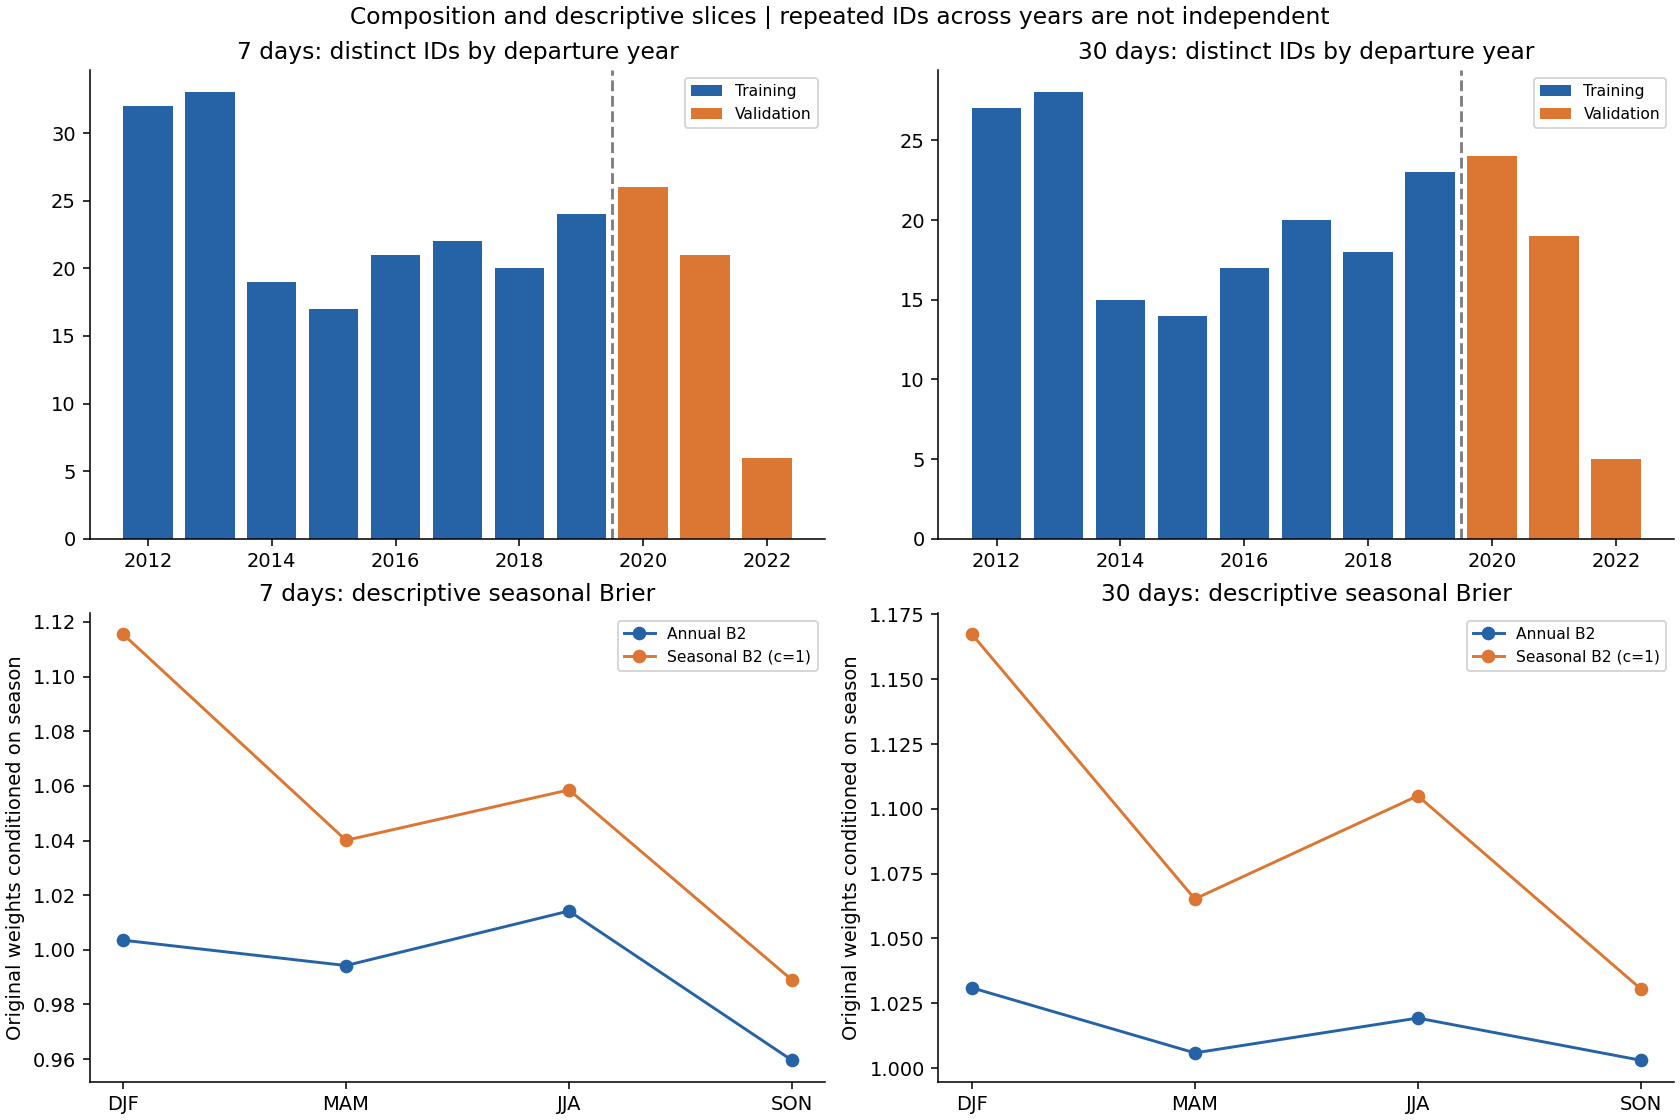 Composition and descriptive slices | repeated IDs across years are not independent
7 days: distinct IDs by departure year
Training
Validation
30
25
20
15
10
5
0
2012
2014
2016
2018
2020
2022
30 days: distinct IDs by departure year
Training
Validation
25
20
15
10
5
0
2012
2014
2016
2018
2020
2022
7 days: descriptive seasonal Brier
Original weights conditioned on season
Annual B2
Seasonal B2 (c=1)
1.12
1.10
1.08
1.06
1.04
1.02
1.00
0.98
0.96
DJF
MAM
JJA
SON
30 days: descriptive seasonal Brier
Original weights conditioned on season
Annual B2
Seasonal B2 (c=1)
1.175
1.150
1.125
1.100
1.075
1.050
1.025
1.000
DJF
MAM
JJA
SON